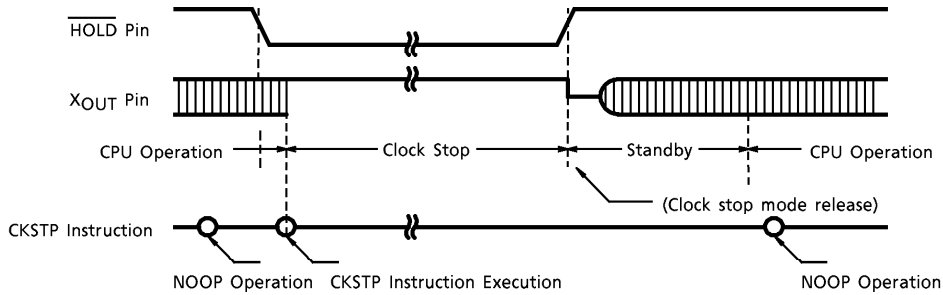 HOLD Pin
XOUT Pin
CPU Operation
Clock Stop
Standby
CPU Operation
(Clock stop mode release)
CKSTP Instruction
NOOP Operation
CKSTP Instruction Execution
NOOP Operation